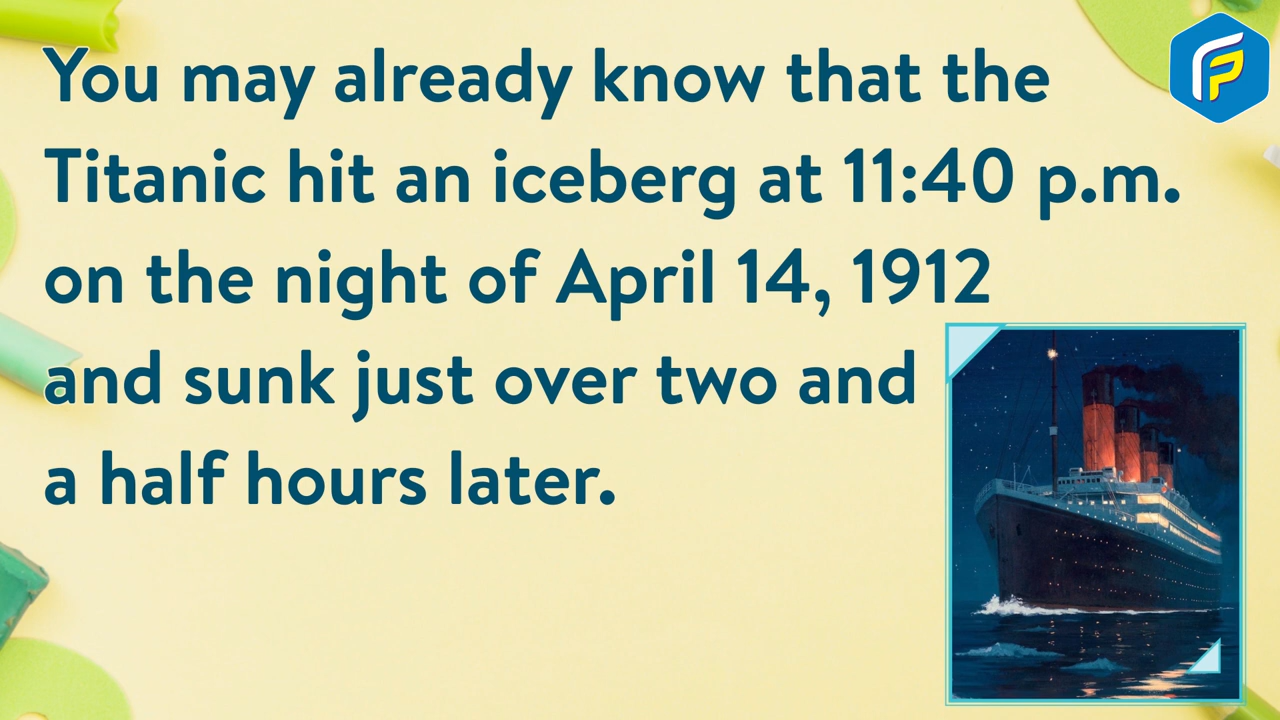 You may already know that the
Titanic hit an iceberg at 11:40 p.m.
on the night of April 14, 1912
and sunk just over two and
a half hours later.